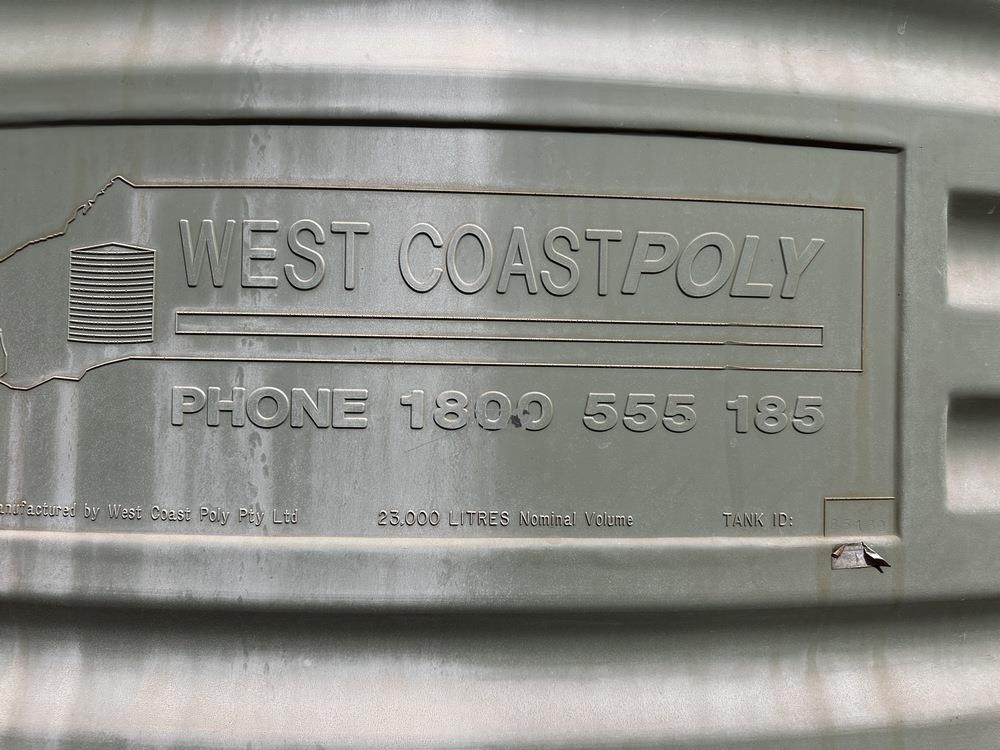 WEST COASTPOLY
PHONE 1800 555 185
by West Coast Poly Pty Ltd 23.000 LITRES Nominal Volume TANK ID: